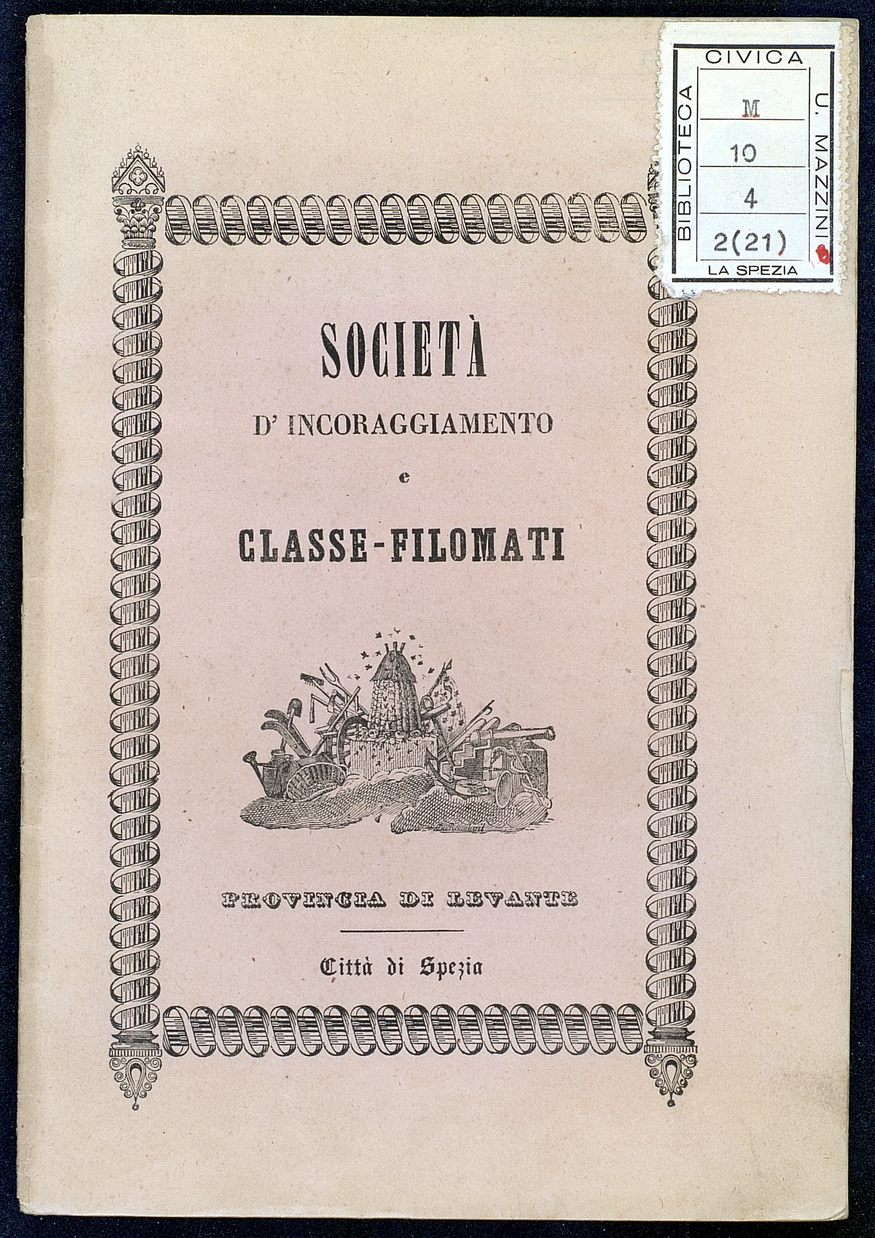 CIVICA
BIBLIOTECA
U. MAZZINI
M
10
4
2(21)
LA SPEZIA
SOCIETÀ
D' INCORAGGIAMENTO
e
CLASSE-FILOMATI
PROVINCIA DI LEVANTE
Città di Spezia